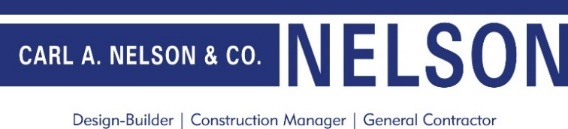 CARL A. NELSON & CO. NELSON
Design-Builder | Construction Manager | General Contractor